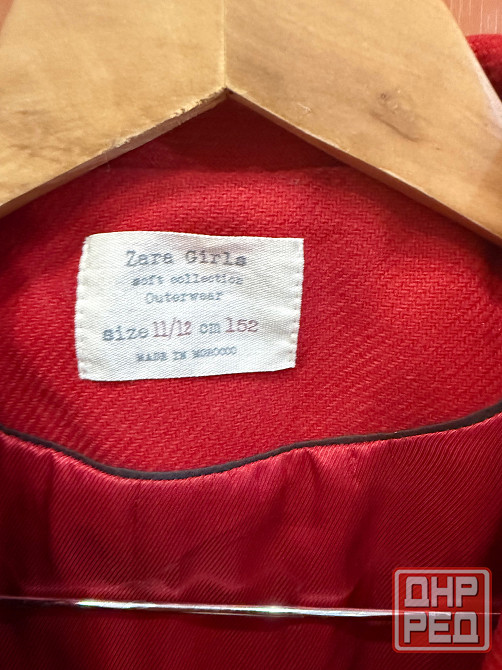 Zara Girls
soft collection
Outerwear
size 11/12 cm 152
MADE IN MOROCCO
ДНР
РЕД